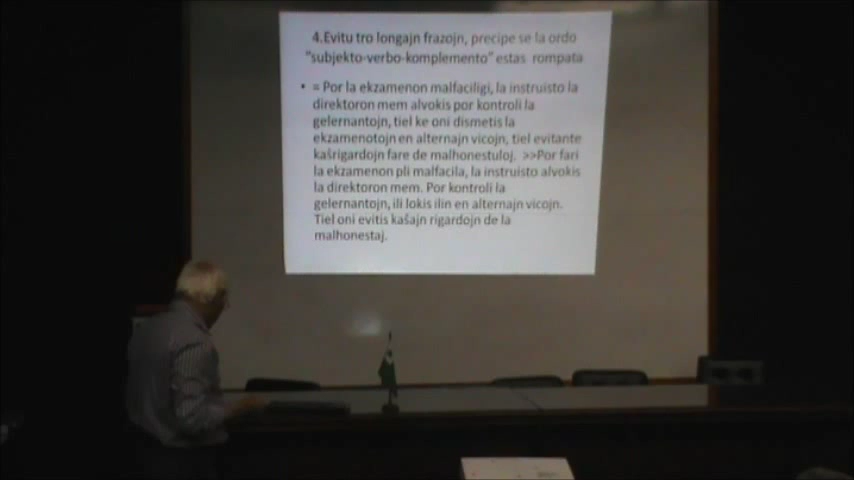 4.Evitu tro longajn frazojn, precipe se la ordo
"subjekto-verbo-komplemento" estas rompata
• = Por la ekzamenon malfaciligi, la instruisto la
direktoron mem alvokis por kontroli la
gelernantojn, tiel ke oni dismetis la
ekzamenotojn en alternajn vicojn, tiel evitante
kaŝrigardojn fare de malhonestuloj. >>Por fari
la ekzamenon pli malfacila, la instruisto alvokis
la direktoron mem. Por kontroli la
gelernantojn, ili lokis ilin en alternajn vicojn.
Tiel oni evitis kaŝajn rigardojn de la
malhonestaj.